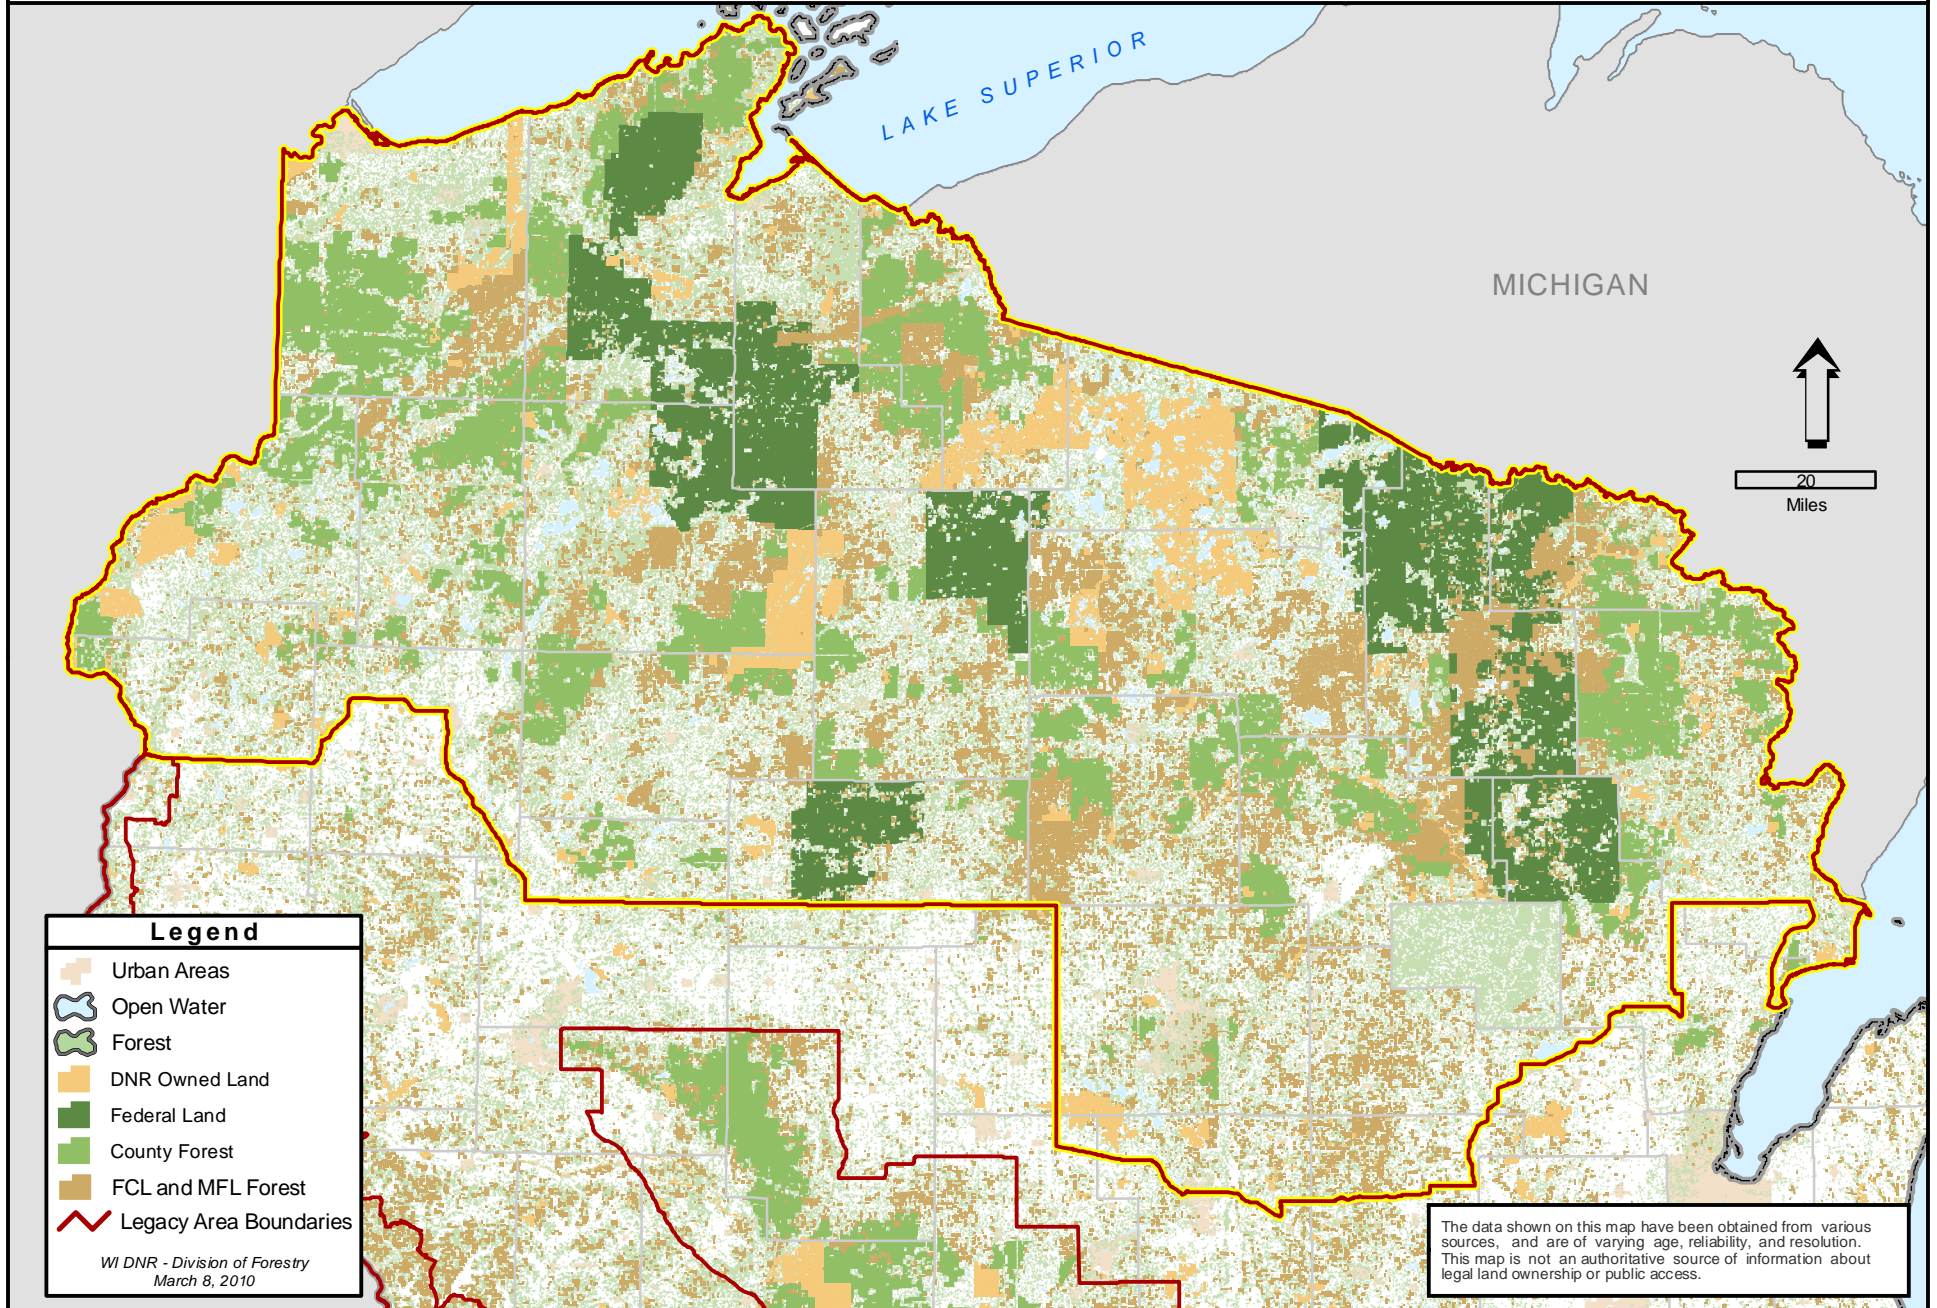 LAKE SUPERIOR
MICHIGAN
20
Miles
Legend
Urban Areas
Open Water
Forest
DNR Owned Land
Federal Land
County Forest
FCL and MFL Forest
Legacy Area Boundaries
WI DNR - Division of Forestry
March 8, 2010
The data shown on this map have been obtained from various
sources, and are of varying age, reliability, and resolution.
This map is not an authoritative source of information about
legal land ownership or public access.